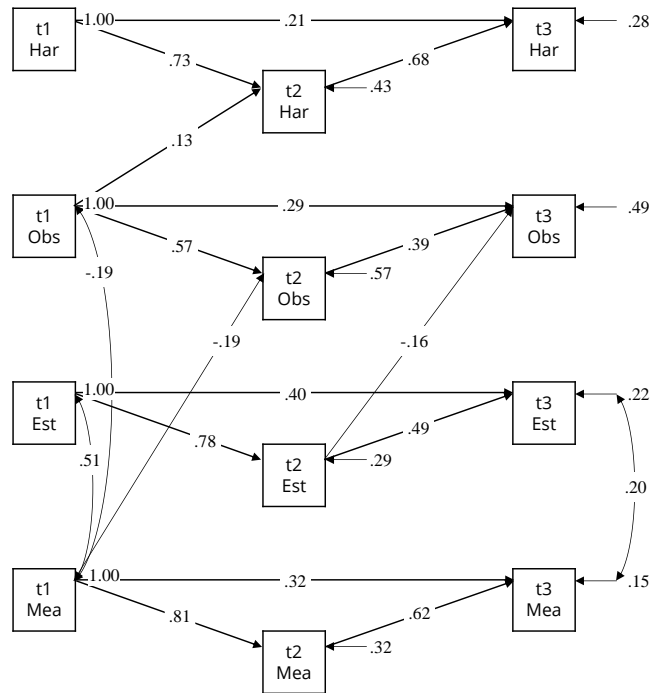 t1
Har
1.00
.21
t3
Har
.28
.73
.68
t2
Har
.43
.13
t1
Obs
1.00
.29
t3
Obs
.49
.57
.39
t2
Obs
.57
-.19
-.19
-.16
t1
Est
1.00
.40
t3
Est
.22
.78
.49
t2
Est
.29
.51
.20
t1
Mea
1.00
.32
t3
Mea
.15
.81
.62
t2
Mea
.32